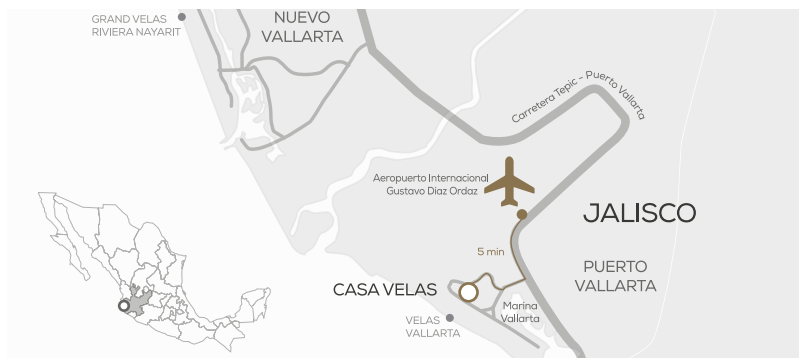 GRAND VELAS
RIVIERA NAYARIT
NUEVO
VALLARTA
Carretera Tepic - Puerto Vallarta
Aeropuerto Internacional
Gustavo Diaz Ordaz
JALISCO
5 min
PUERTO
VALLARTA
CASA VELAS
Marina
Vallarta
VELAS
VALLARTA